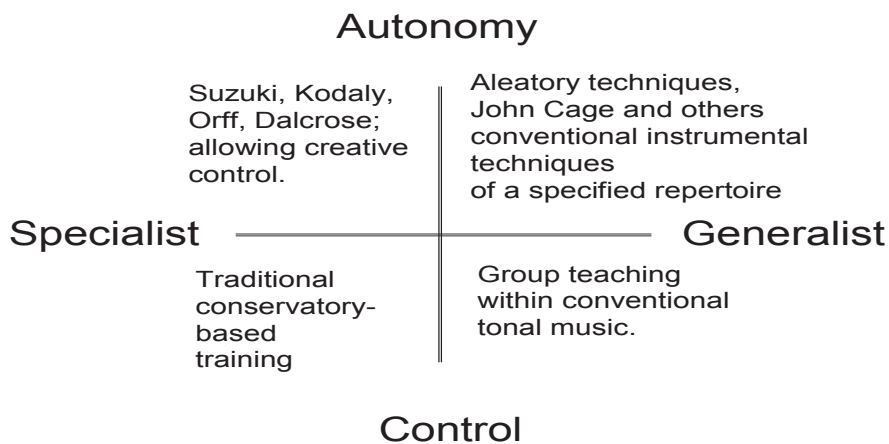 Autonomy
Suzuki, Kodaly,
Orff, Dalcrose;
allowing creative
control.
Aleatory techniques,
John Cage and others
conventional instrumental
techniques
of a specified repertoire
Specialist
Generalist
Traditional
conservatory-
based
training
Group teaching
within conventional
tonal music.
Control